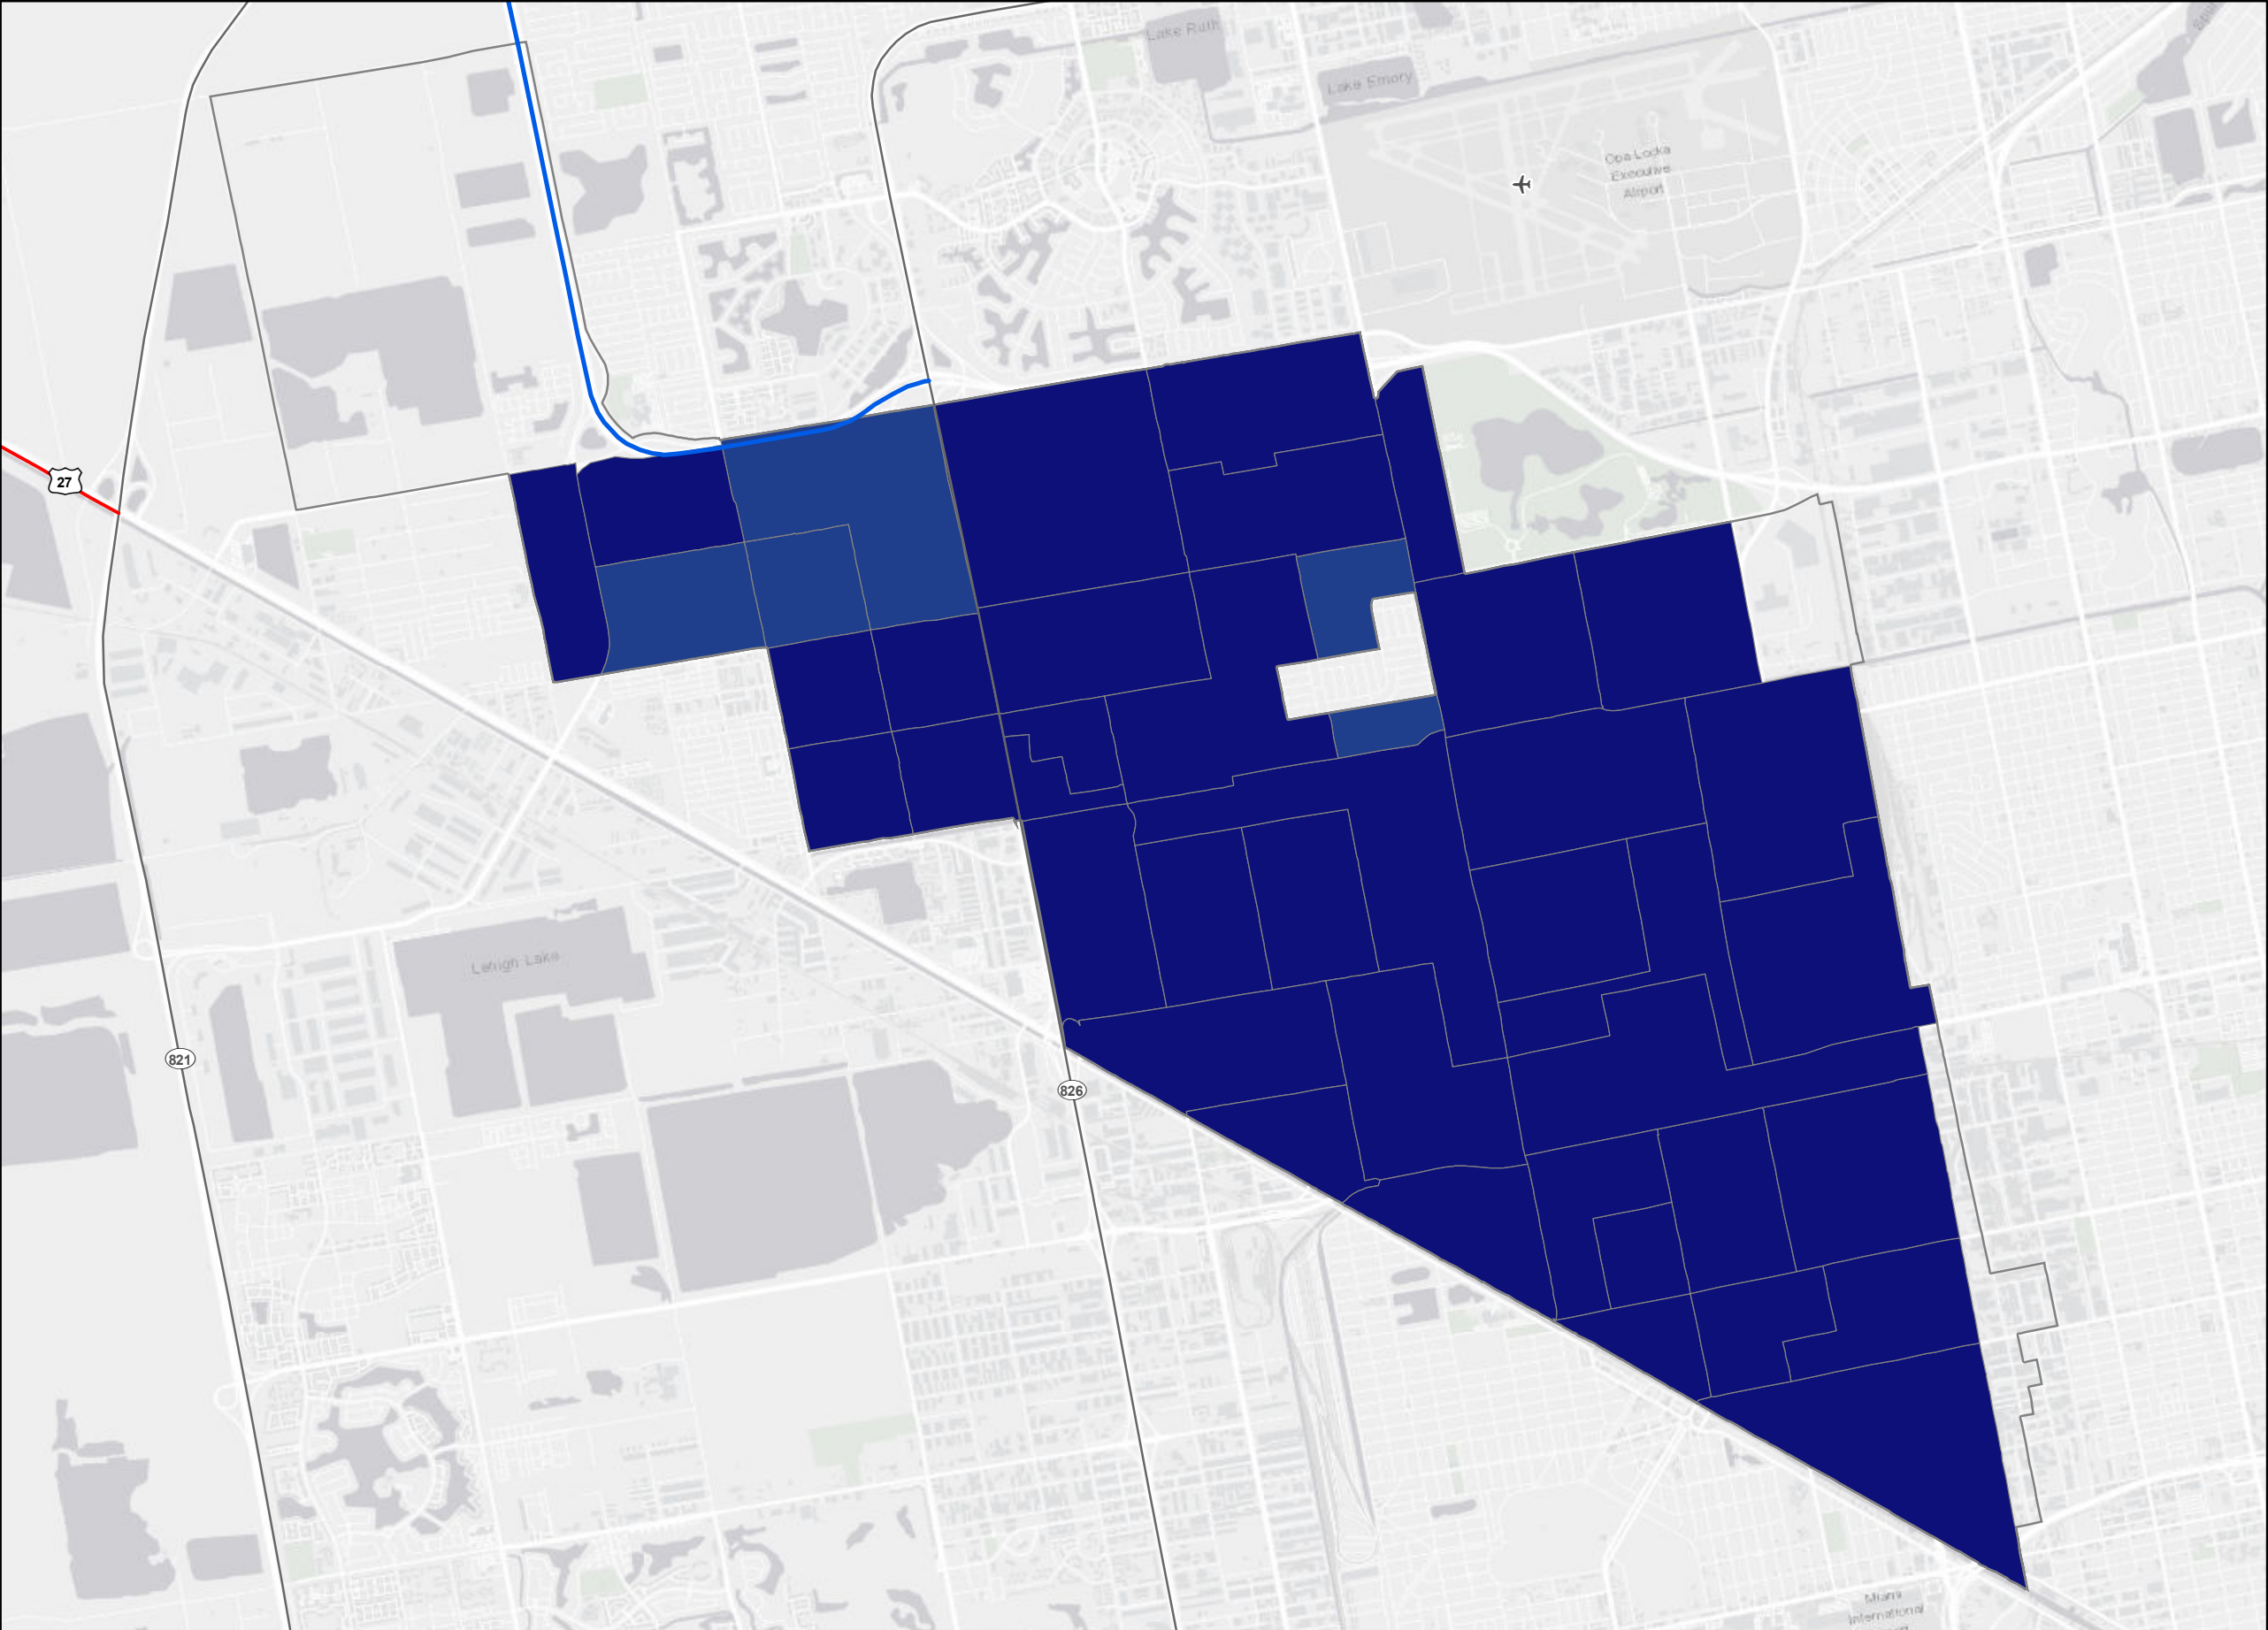 Lake Ruth
Lake Emory
Opa-Locka
Executive
Airport
27
Lehigh Lake
821
826
Miami
International